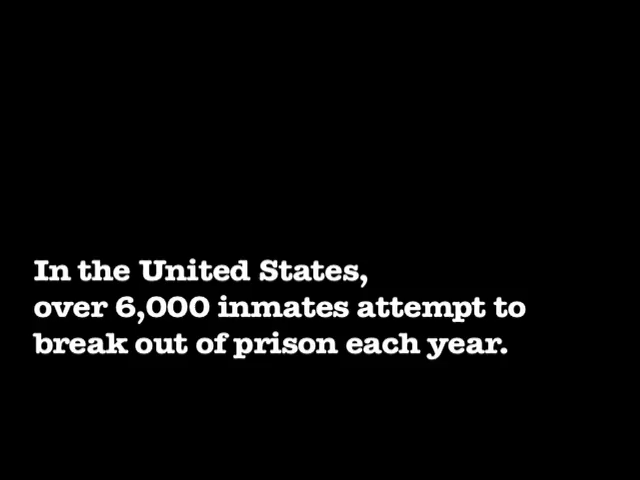 In the United States,
over 6,000 inmates attempt to
break out of prison each year.